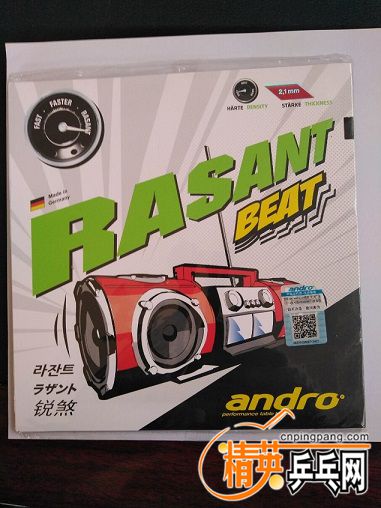 FAST FASTER RASANT
HÄRTE DENSITY
2,1 mm
STÄRKE THICKNESS
Made in
Germany
RASANT
BEAT
andro
라잔트
ラザント
锐煞
andro
performance table
cnpingpang.com
精英乒乓网